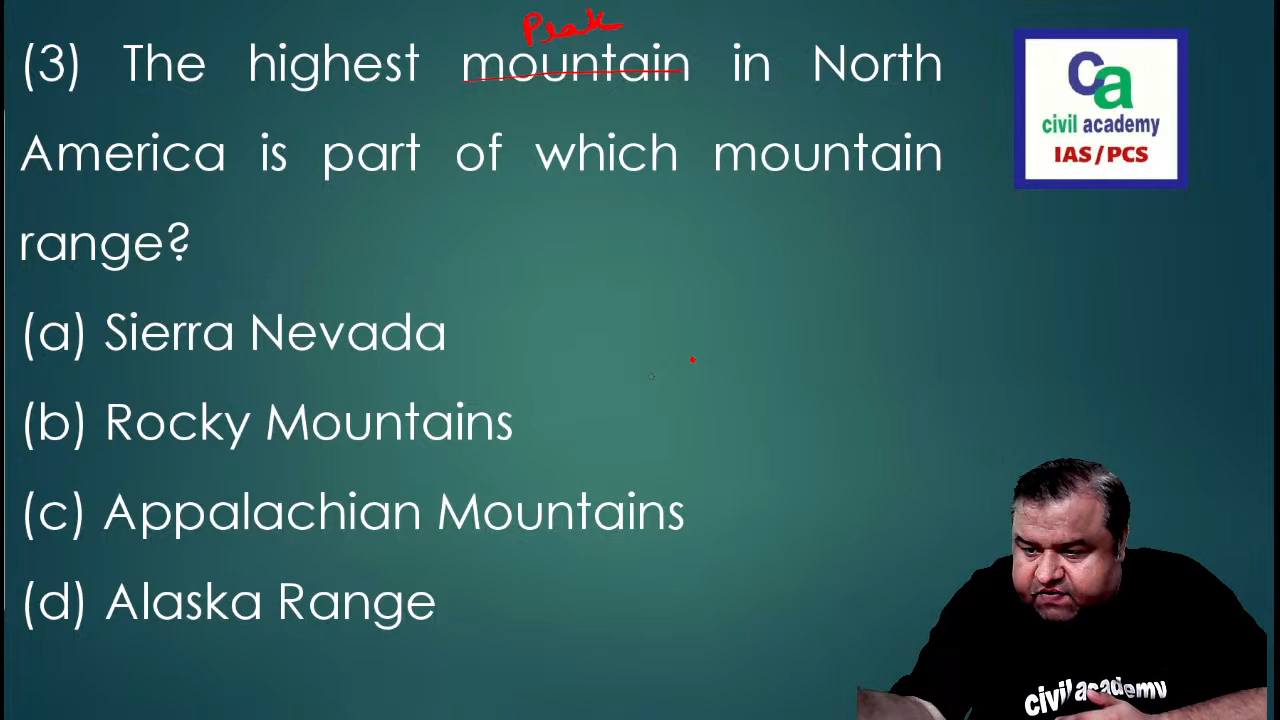 Peak
(3) The highest mountain in North
America is part of which mountain
range?
(a) Sierra Nevada
(b) Rocky Mountains
(c) Appalachian Mountains
(d) Alaska Range
ca
civil academy
IAS/PCS
civil academy